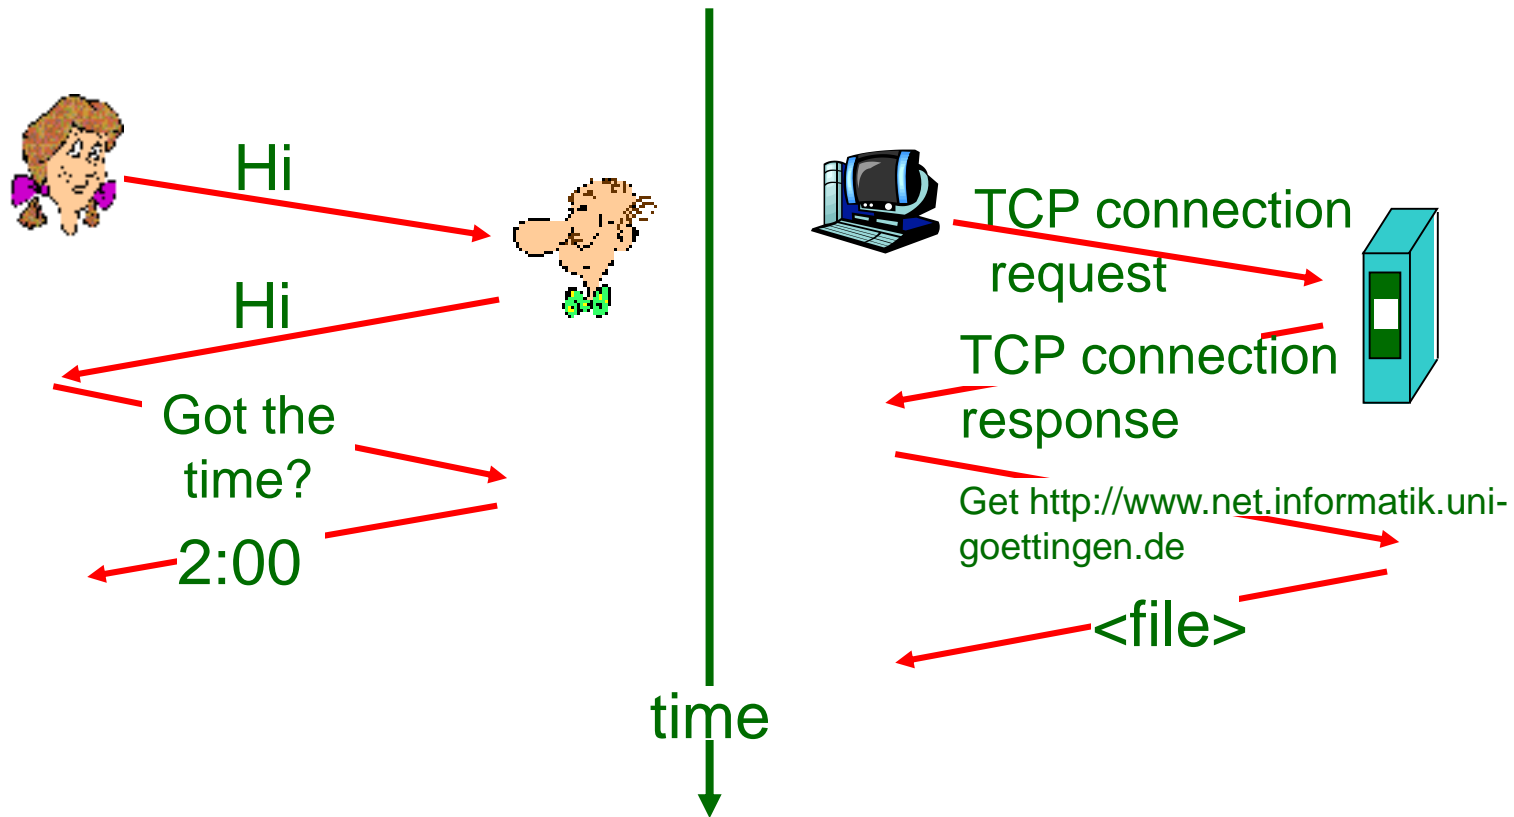 Hi
Hi
Got the
time?
2:00
time
TCP connection
request
TCP connection
response
Get http://www.net.informatik.uni-
goettingen.de
<file>